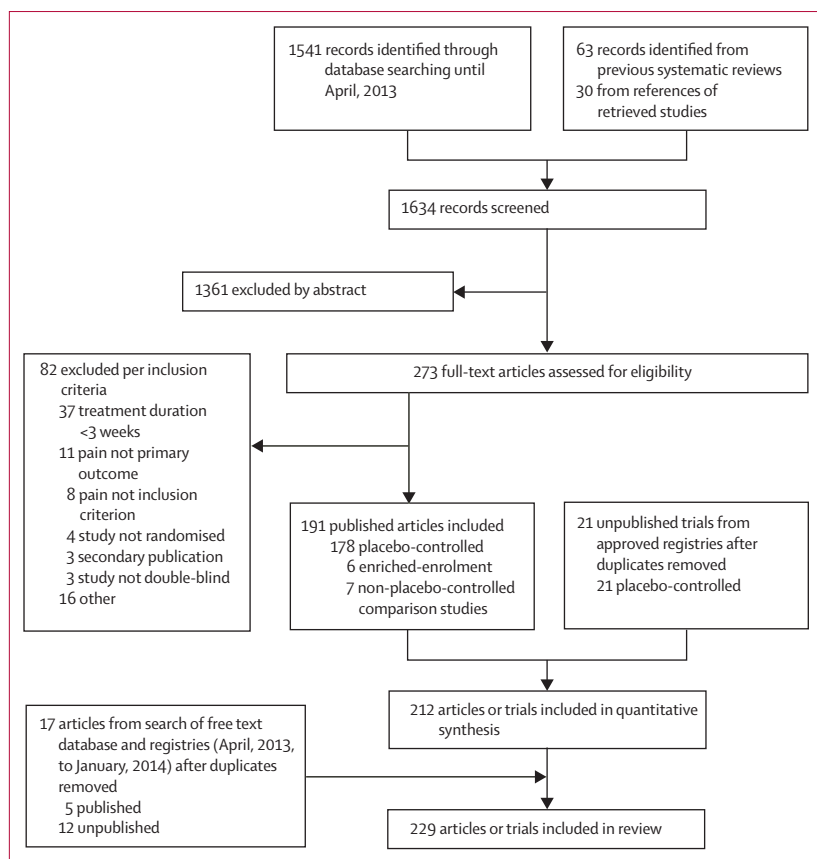 1541 records identified through
database searching until
April, 2013
63 records identified from
previous systematic reviews
30 from references of
retrieved studies
1634 records screened
1361 excluded by abstract
82 excluded per inclusion
criteria
37 treatment duration
<3 weeks
11 pain not primary
outcome
8 pain not inclusion
criterion
4 study not randomised
3 secondary publication
3 study not double-blind
16 other
273 full-text articles assessed for eligibility
191 published articles included
178 placebo-controlled
6 enriched-enrolment
7 non-placebo-controlled
comparison studies
21 unpublished trials from
approved registries after
duplicates removed
21 placebo-controlled
212 articles or trials included in quantitative
synthesis
17 articles from search of free text
database and registries (April, 2013,
to January, 2014) after duplicates
removed
5 published
12 unpublished
229 articles or trials included in review